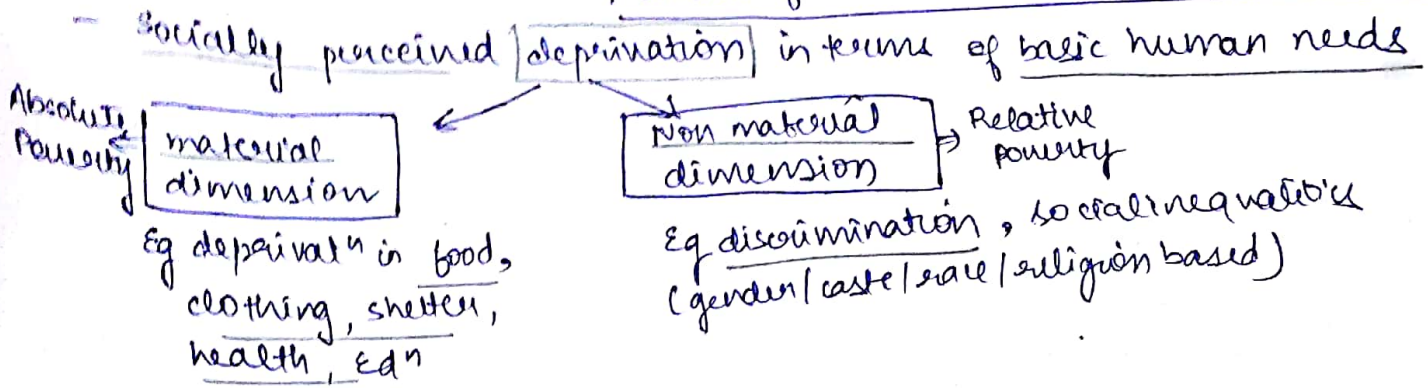 - Socially perceived deprivation in terms of basic human needs
Absolute
Poverty
material
dimension
Eg deprivatⁿ in food,
clothing, shelter,
health, Edⁿ
Non material
dimension
Relative
poverty
Eg discrimination, social inequalities
(gender/caste/race/religion based)